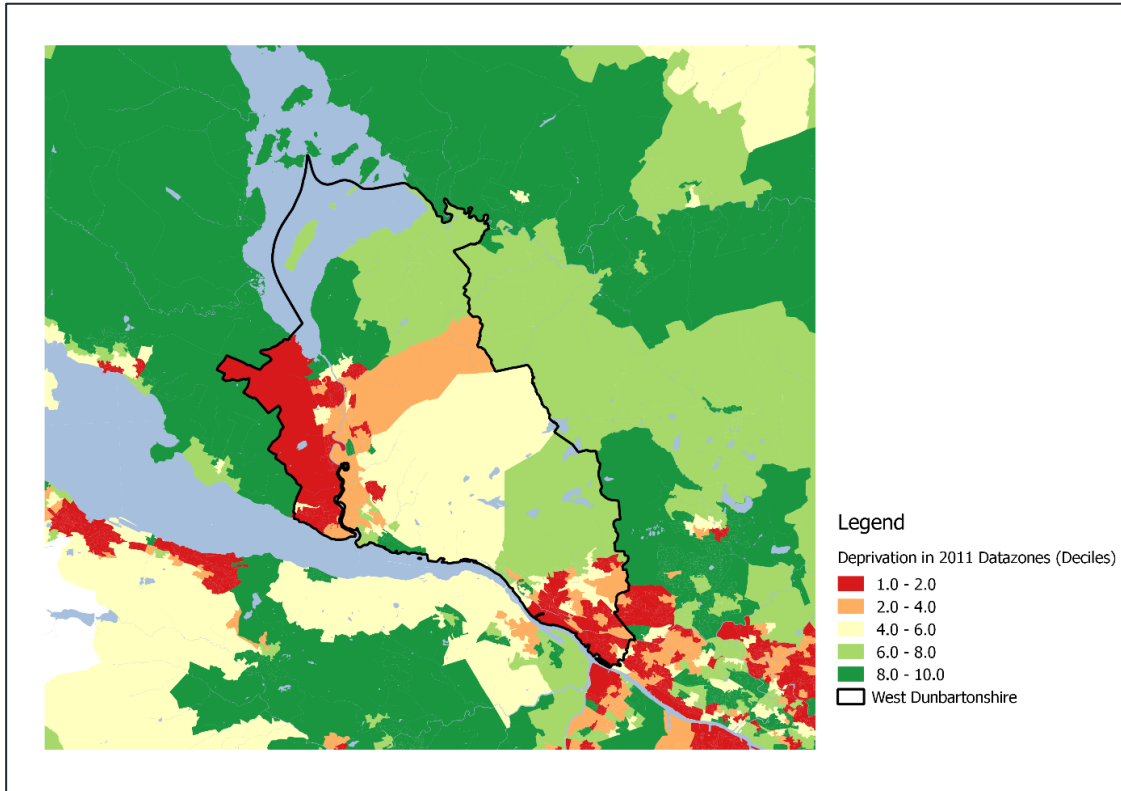 Legend
Deprivation in 2011 Datazones (Deciles)
1.0 - 2.0
2.0 - 4.0
4.0 - 6.0
6.0 - 8.0
8.0 - 10.0
West Dunbartonshire